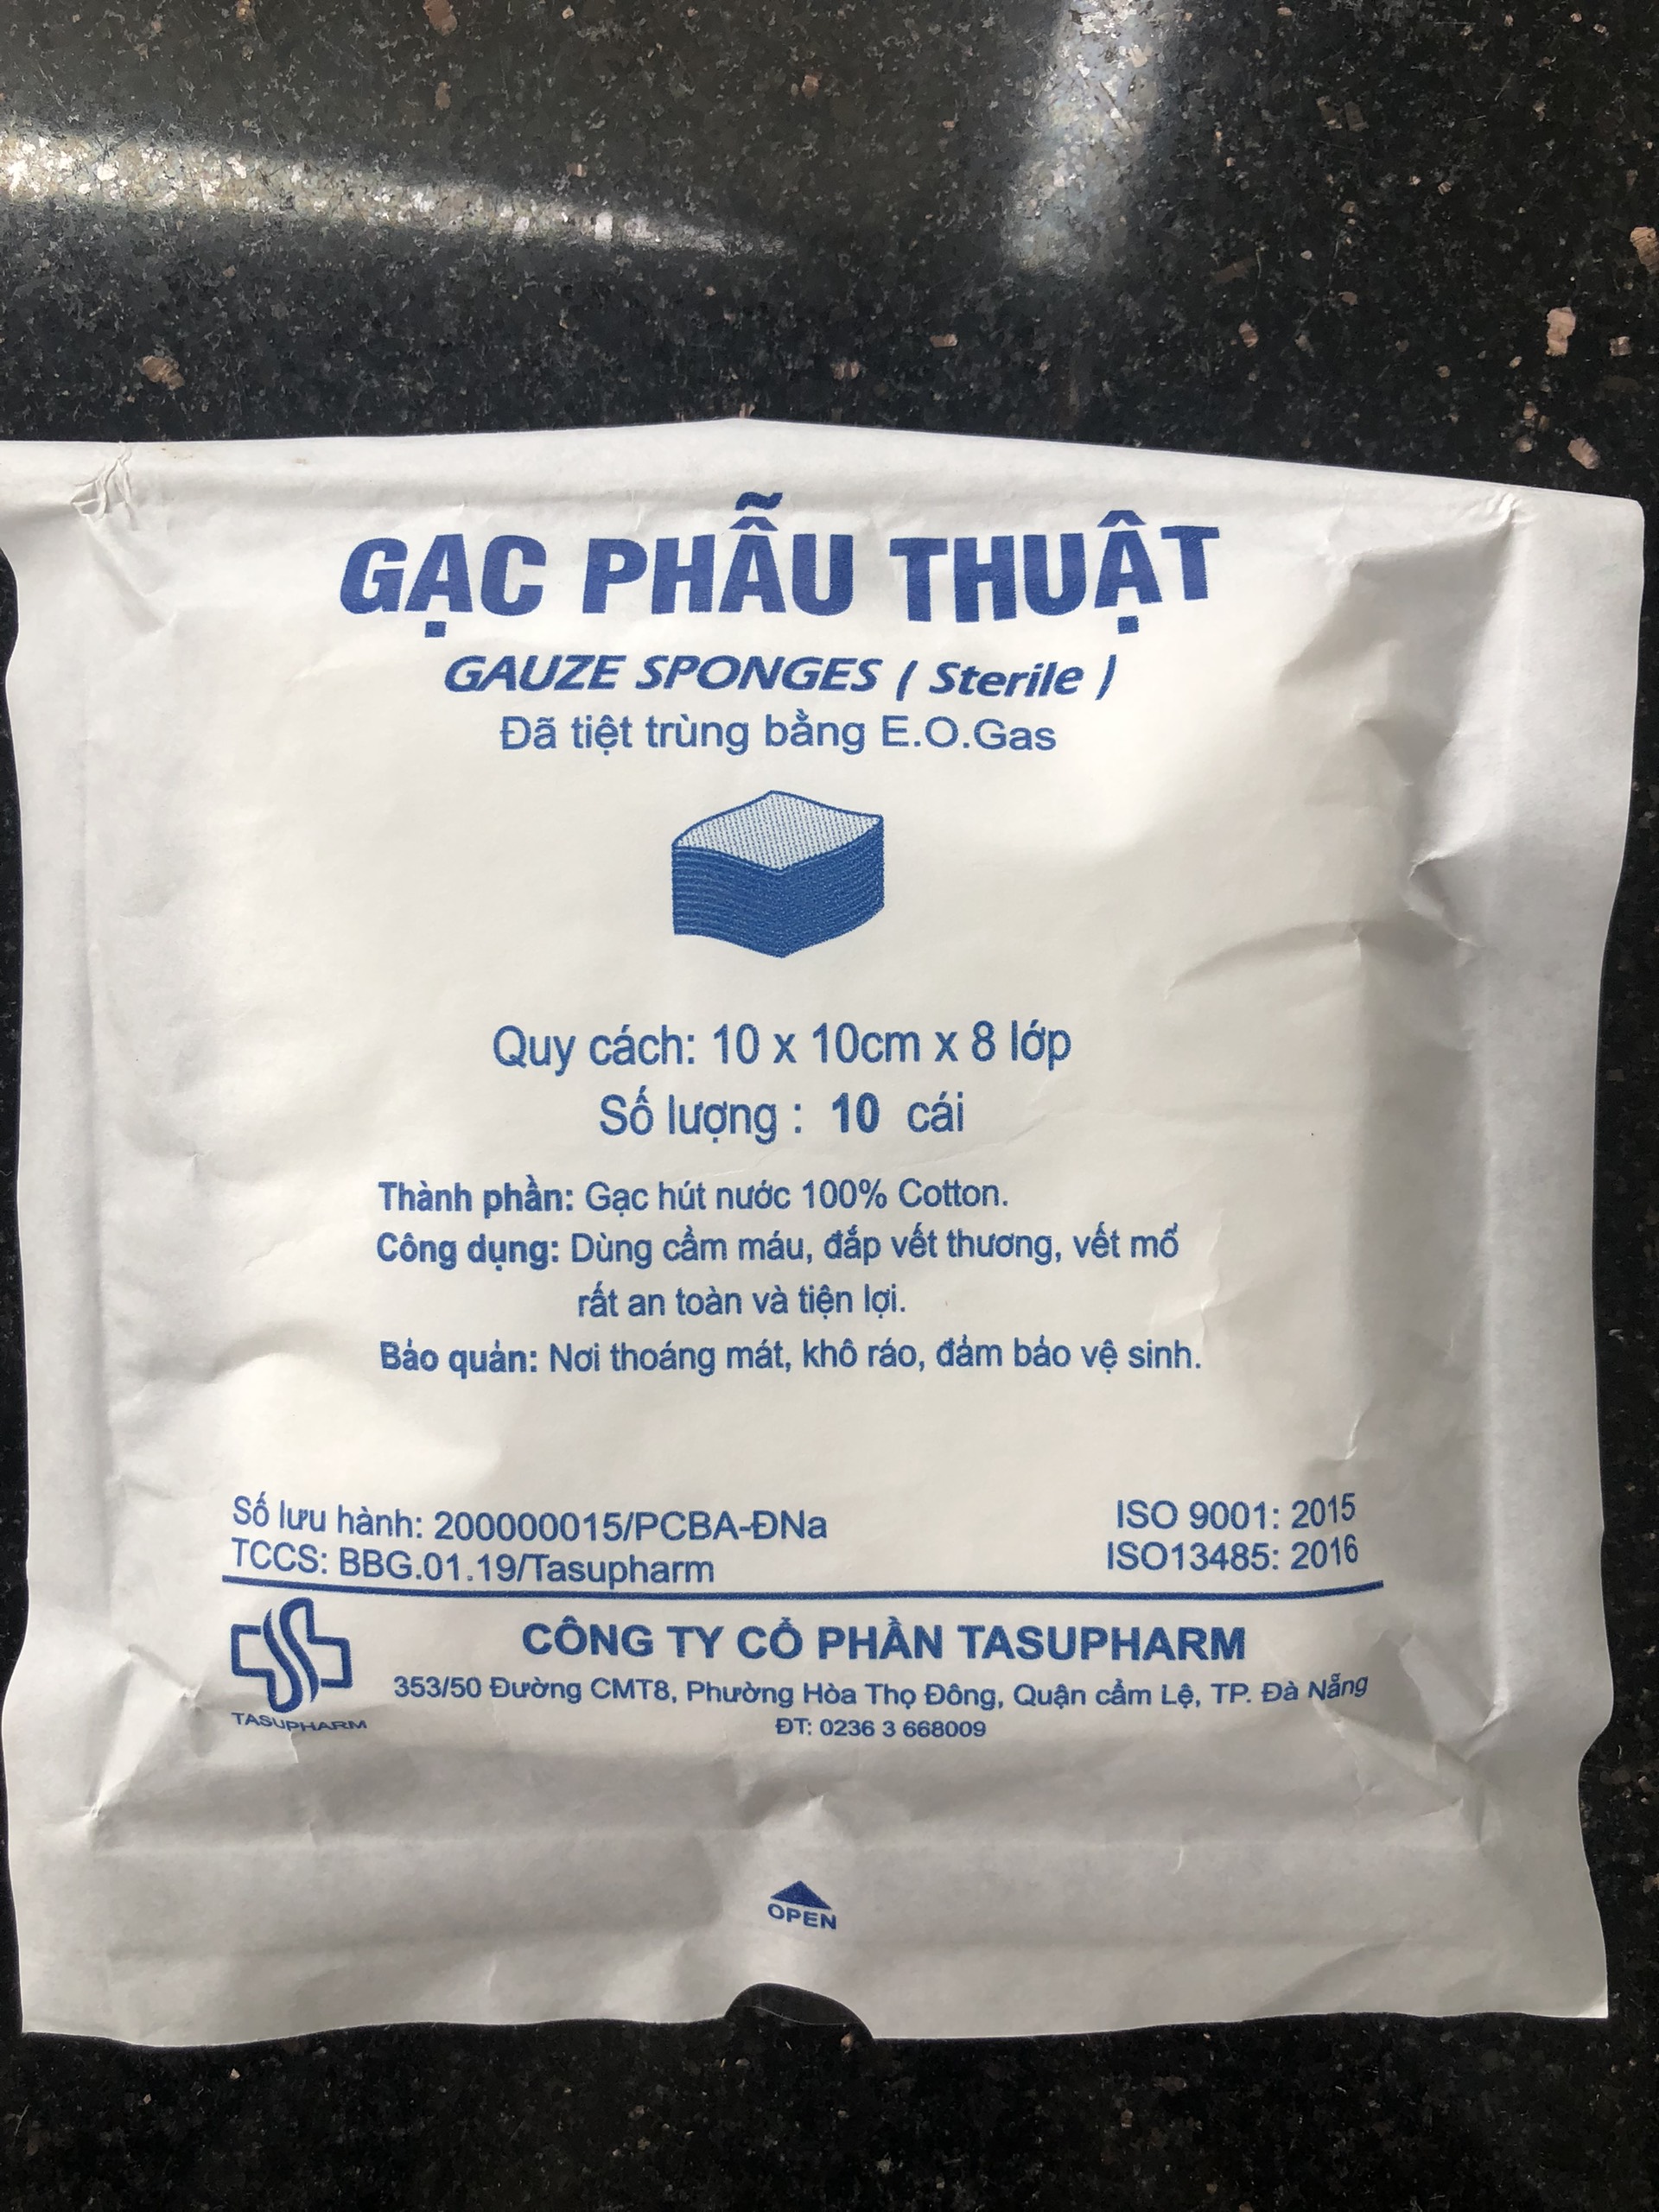 GẠC PHẪU THUẬT
GAUZE SPONGES ( Sterile )
Đã tiệt trùng bằng E.O.Gas
Quy cách: 10 x 10cm x 8 lớp
Số lượng : 10 cái
Thành phần: Gạc hút nước 100% Cotton.
Công dụng: Dùng cầm máu, đắp vết thương, vết mổ
rất an toàn và tiện lợi.
Bảo quản: Nơi thoáng mát, khô ráo, đảm bảo vệ sinh.
Số lưu hành: 200000015/PCBA-ĐNa
ISO 9001: 2015
TCCS: BBG.01.19/Tasupharm
ISO13485: 2016
CÔNG TY CỔ PHẦN TASUPHARM
353/50 Đường CMT8, Phường Hòa Thọ Đông, Quận cẩm Lệ, TP. Đà Nẵng
TASUPHARM
ĐT: 0236 3 668009
OPEN